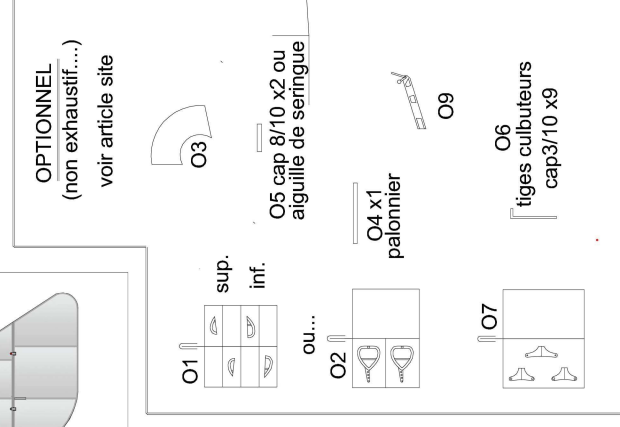 OPTIONNEL
(non exhaustif....)
voir article site
O3
O5 cap 8/10 x2 ou
aiguille de seringue
O9
O6
tiges culbuteurs
cap3/10 x9
O4 x1
palonnier
sup.
inf.
O1
ou...
O2
O7